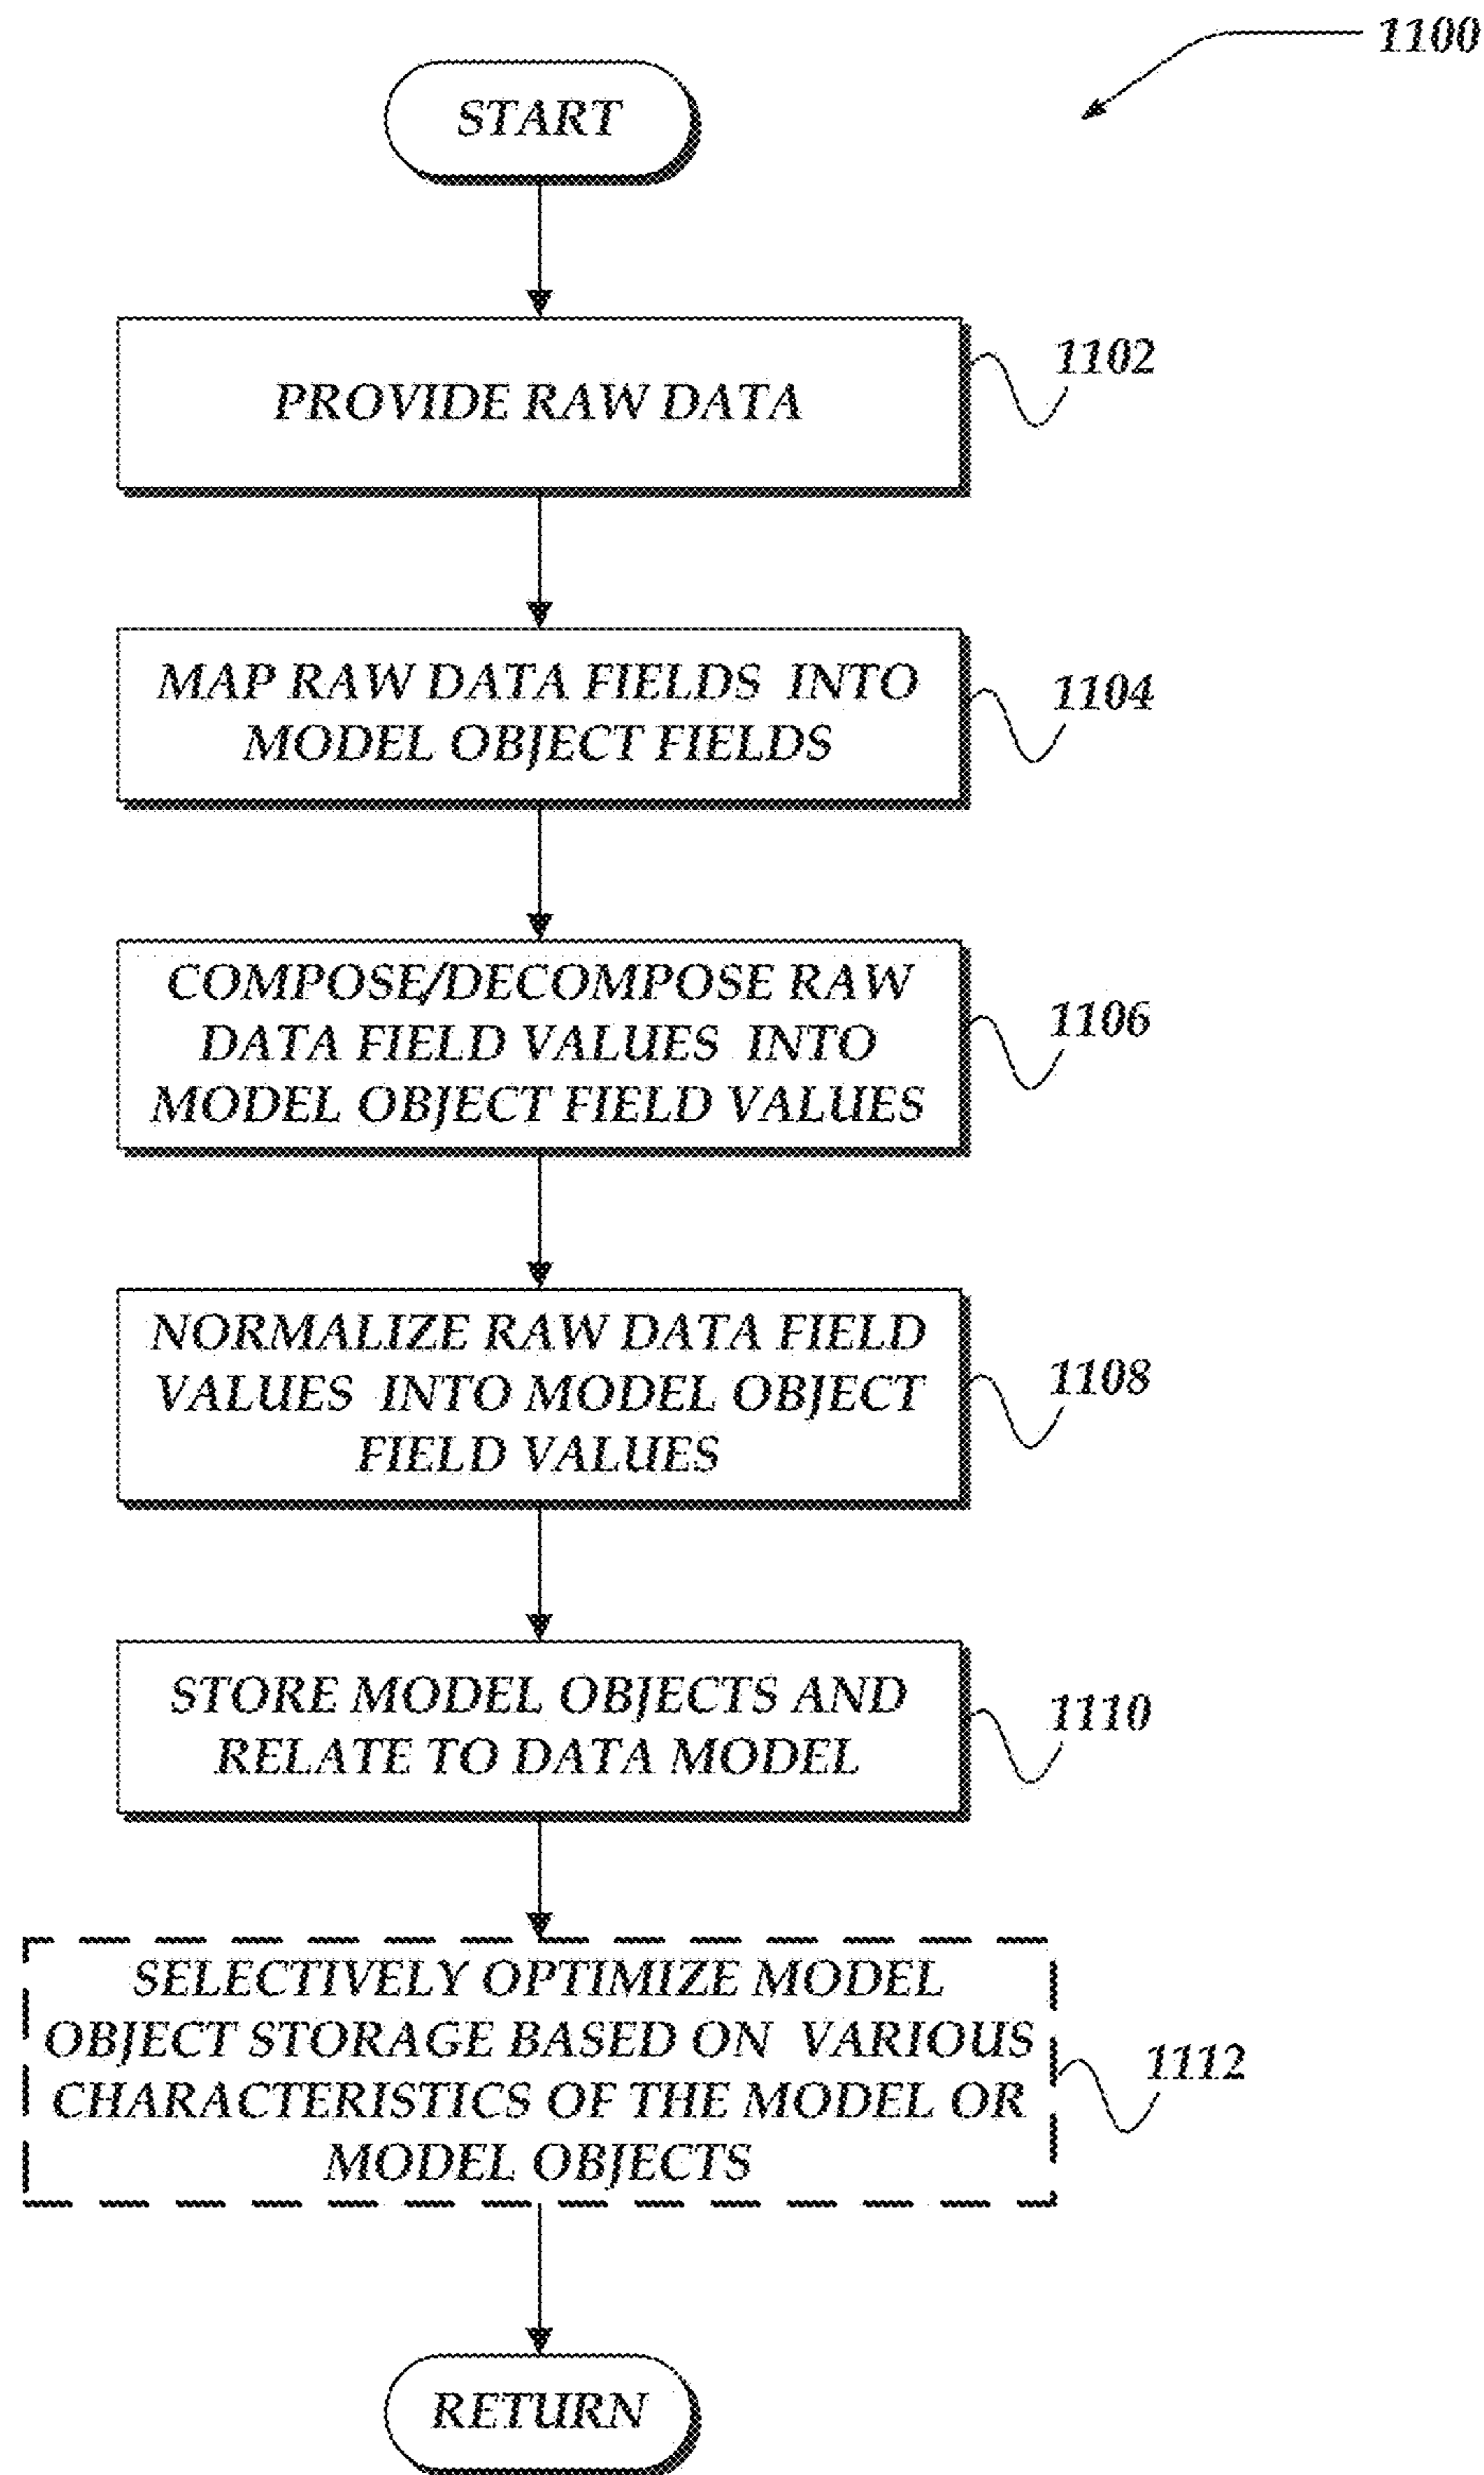 1100
START
PROVIDE RAW DATA
1102
MAP RAW DATA FIELDS INTO
MODEL OBJECT FIELDS
1104
COMPOSE/DECOMPOSE RAW
DATA FIELD VALUES INTO
MODEL OBJECT FIELD VALUES
1106
NORMALIZE RAW DATA FIELD
VALUES INTO MODEL OBJECT
FIELD VALUES
1108
STORE MODEL OBJECTS AND
RELATE TO DATA MODEL
1110
SELECTIVELY OPTIMIZE MODEL
OBJECT STORAGE BASED ON VARIOUS
CHARACTERISTICS OF THE MODEL OR
MODEL OBJECTS
1112
RETURN